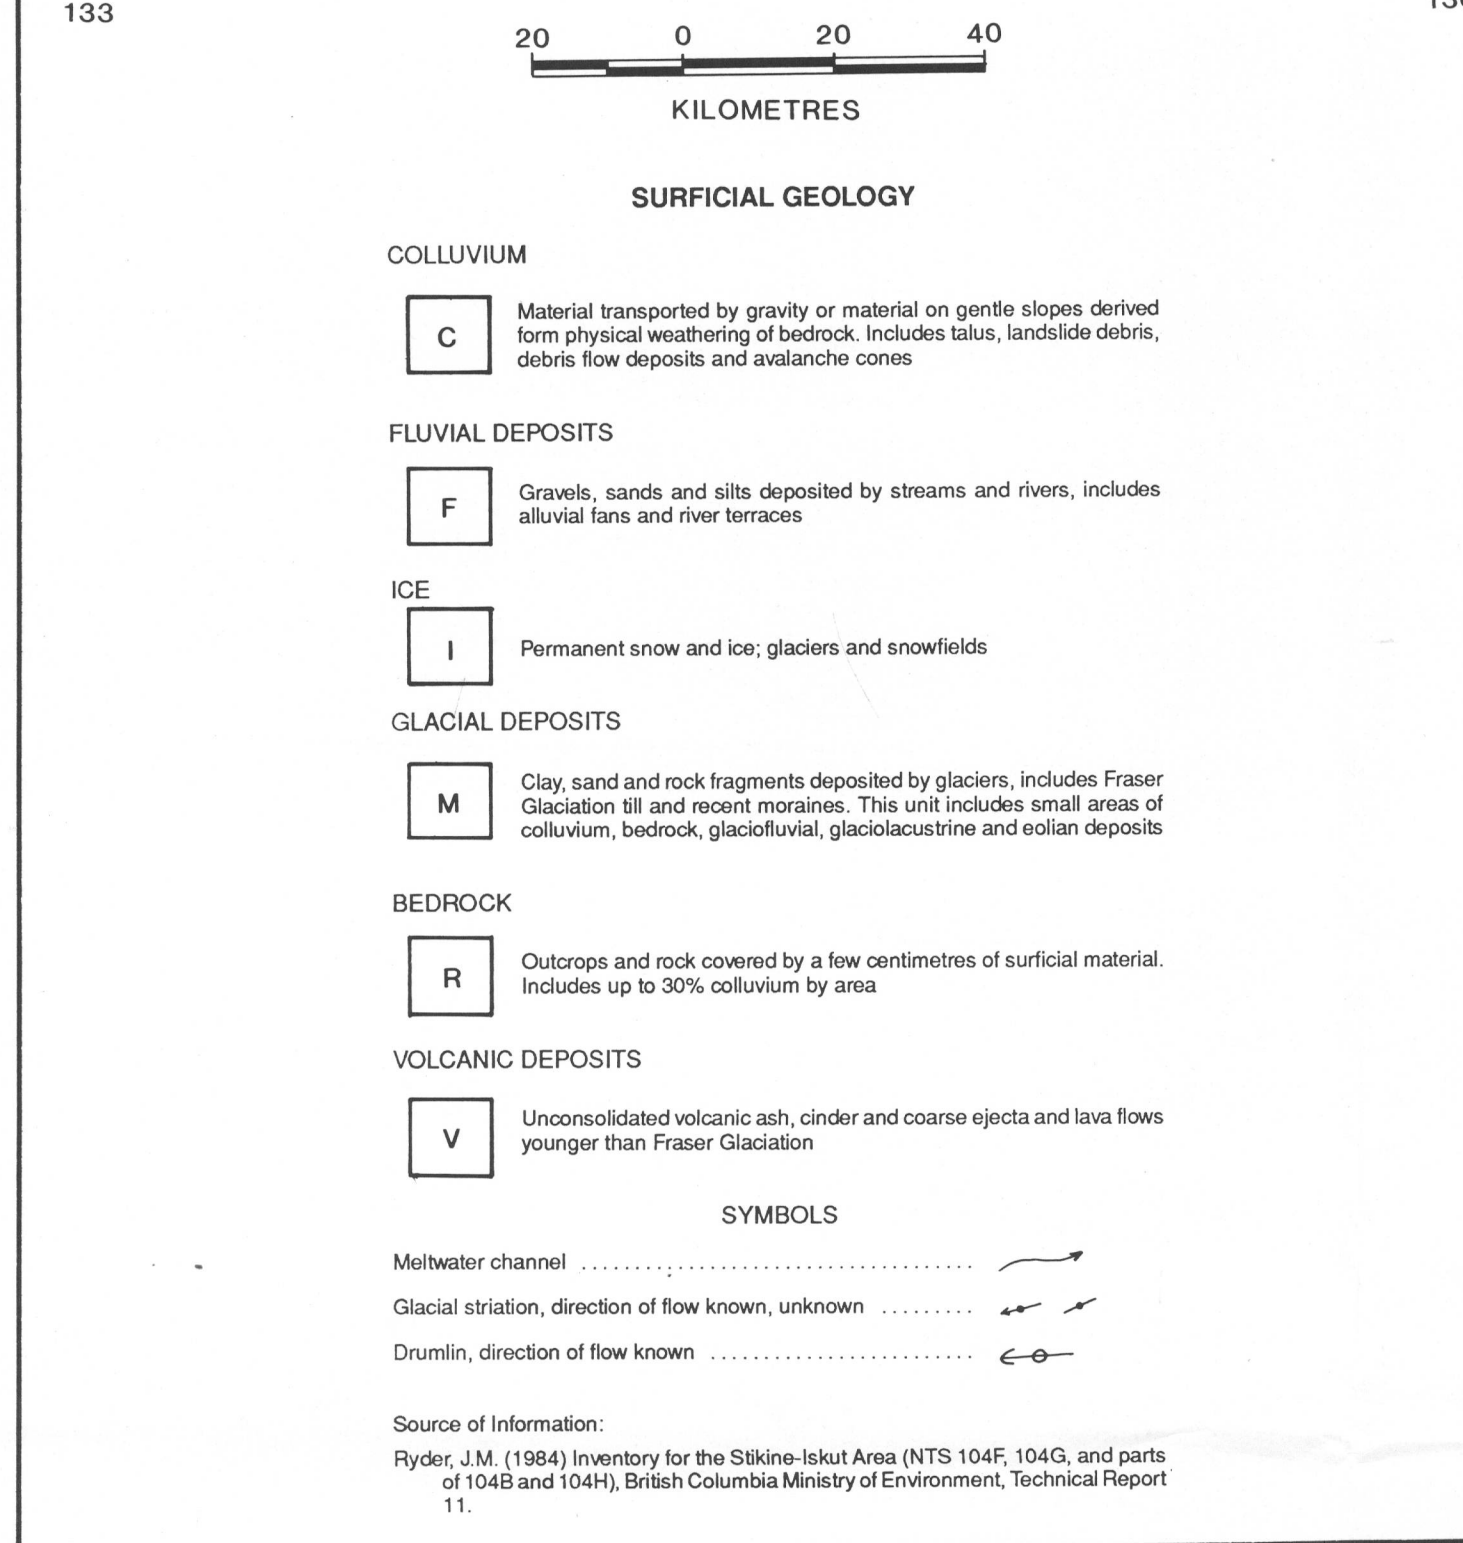 133
20 0 20 40
KILOMETRES
SURFICIAL GEOLOGY
COLLUVIUM
C
Material transported by gravity or material on gentle slopes derived
form physical weathering of bedrock. Includes talus, landslide debris,
debris flow deposits and avalanche cones
FLUVIAL DEPOSITS
F
Gravels, sands and silts deposited by streams and rivers, includes
alluvial fans and river terraces
ICE
I
Permanent snow and ice; glaciers and snowfields
GLACIAL DEPOSITS
M
Clay, sand and rock fragments deposited by glaciers, includes Fraser
Glaciation till and recent moraines. This unit includes small areas of
colluvium, bedrock, glaciofluvial, glaciolacustrine and eolian deposits
BEDROCK
R
Outcrops and rock covered by a few centimetres of surficial material.
Includes up to 30% colluvium by area
VOLCANIC DEPOSITS
V
Unconsolidated volcanic ash, cinder and coarse ejecta and lava flows
younger than Fraser Glaciation
SYMBOLS
Meltwater channel .....................................
Glacial striation, direction of flow known, unknown .........
Drumlin, direction of flow known .........................
Source of Information:
Ryder, J.M. (1984) Inventory for the Stikine-Iskut Area (NTS 104F, 104G, and parts
of 104B and 104H), British Columbia Ministry of Environment, Technical Report
11.